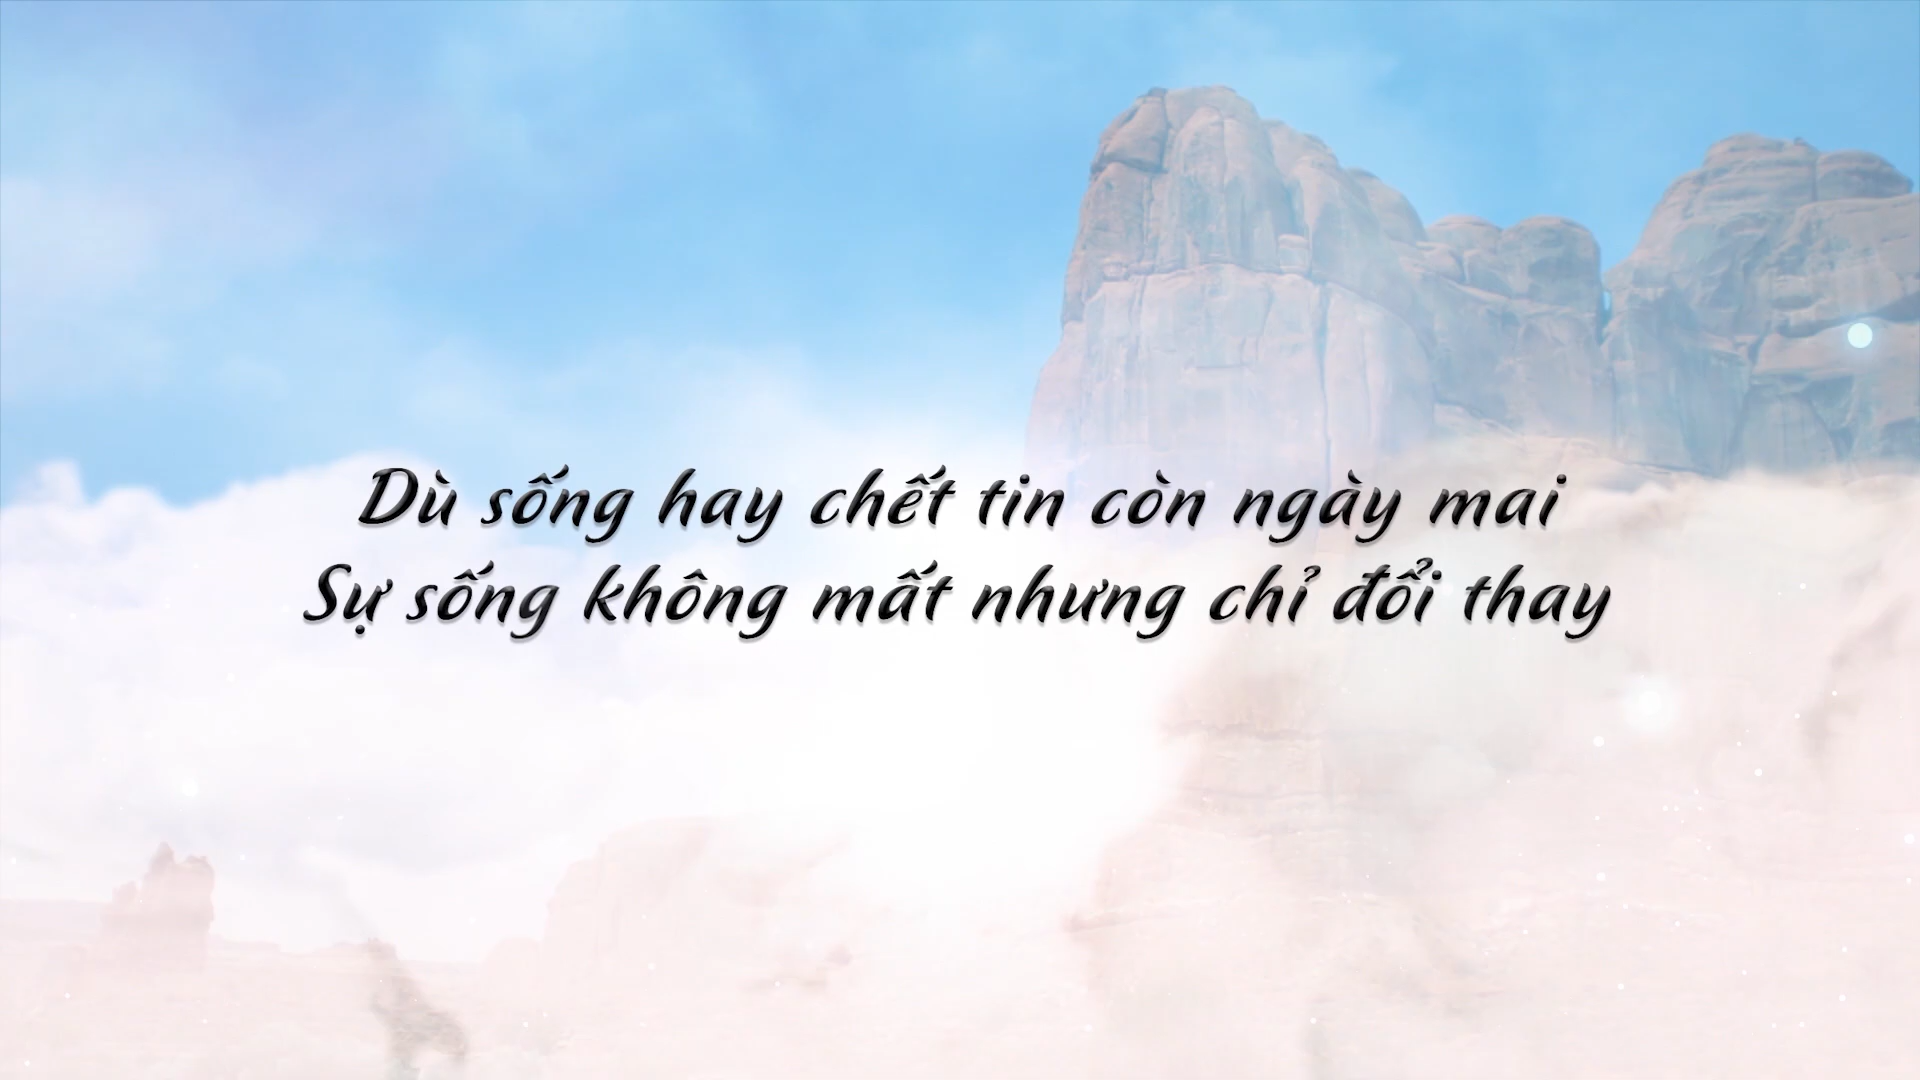 Dù sống hay chết tin còn ngày mai
Sự sống không mất nhưng chỉ đổi thay